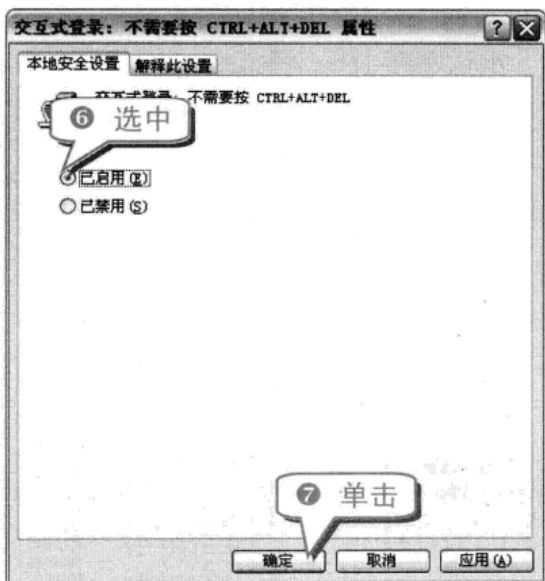 交互式登录: 不需要按 CTRL+ALT+DEL 属性
本地安全设置 解释此设置
交互式登录: 不需要按 CTRL+ALT+DEL
❻ 选中
已启用(E)
已禁用(S)
❼ 单击
确定 取消 应用(A)